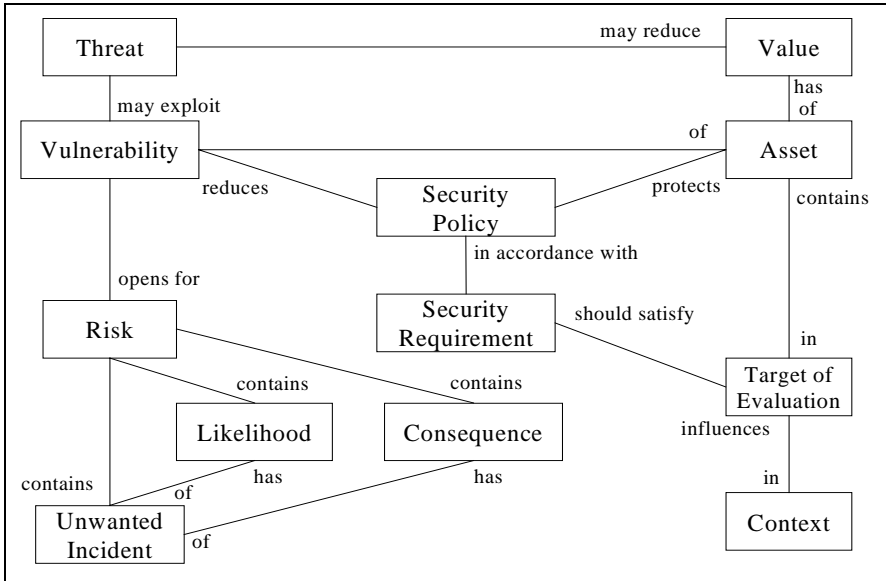 Threat
may reduce
Value
may exploit
has
of
Vulnerability
of
Asset
reduces
Security
Policy
protects
contains
in accordance with
opens for
Security
Requirement
should satisfy
Risk
in
contains
contains
Target of
Evaluation
Likelihood
Consequence
influences
contains
of
has
has
in
Unwanted
Incident
of
Context